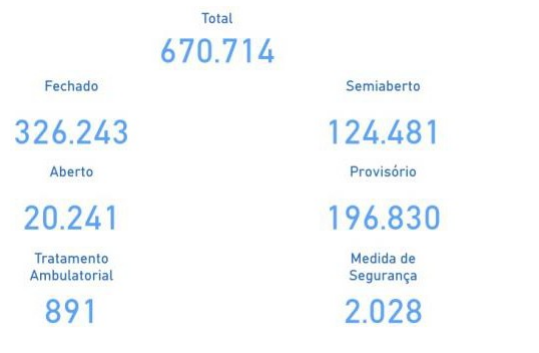 Total
670.714
Fechado
Semiaberto
326.243
124.481
Aberto
Provisório
20.241
196.830
Tratamento
Ambulatorial
Medida de
Segurança
891
2.028